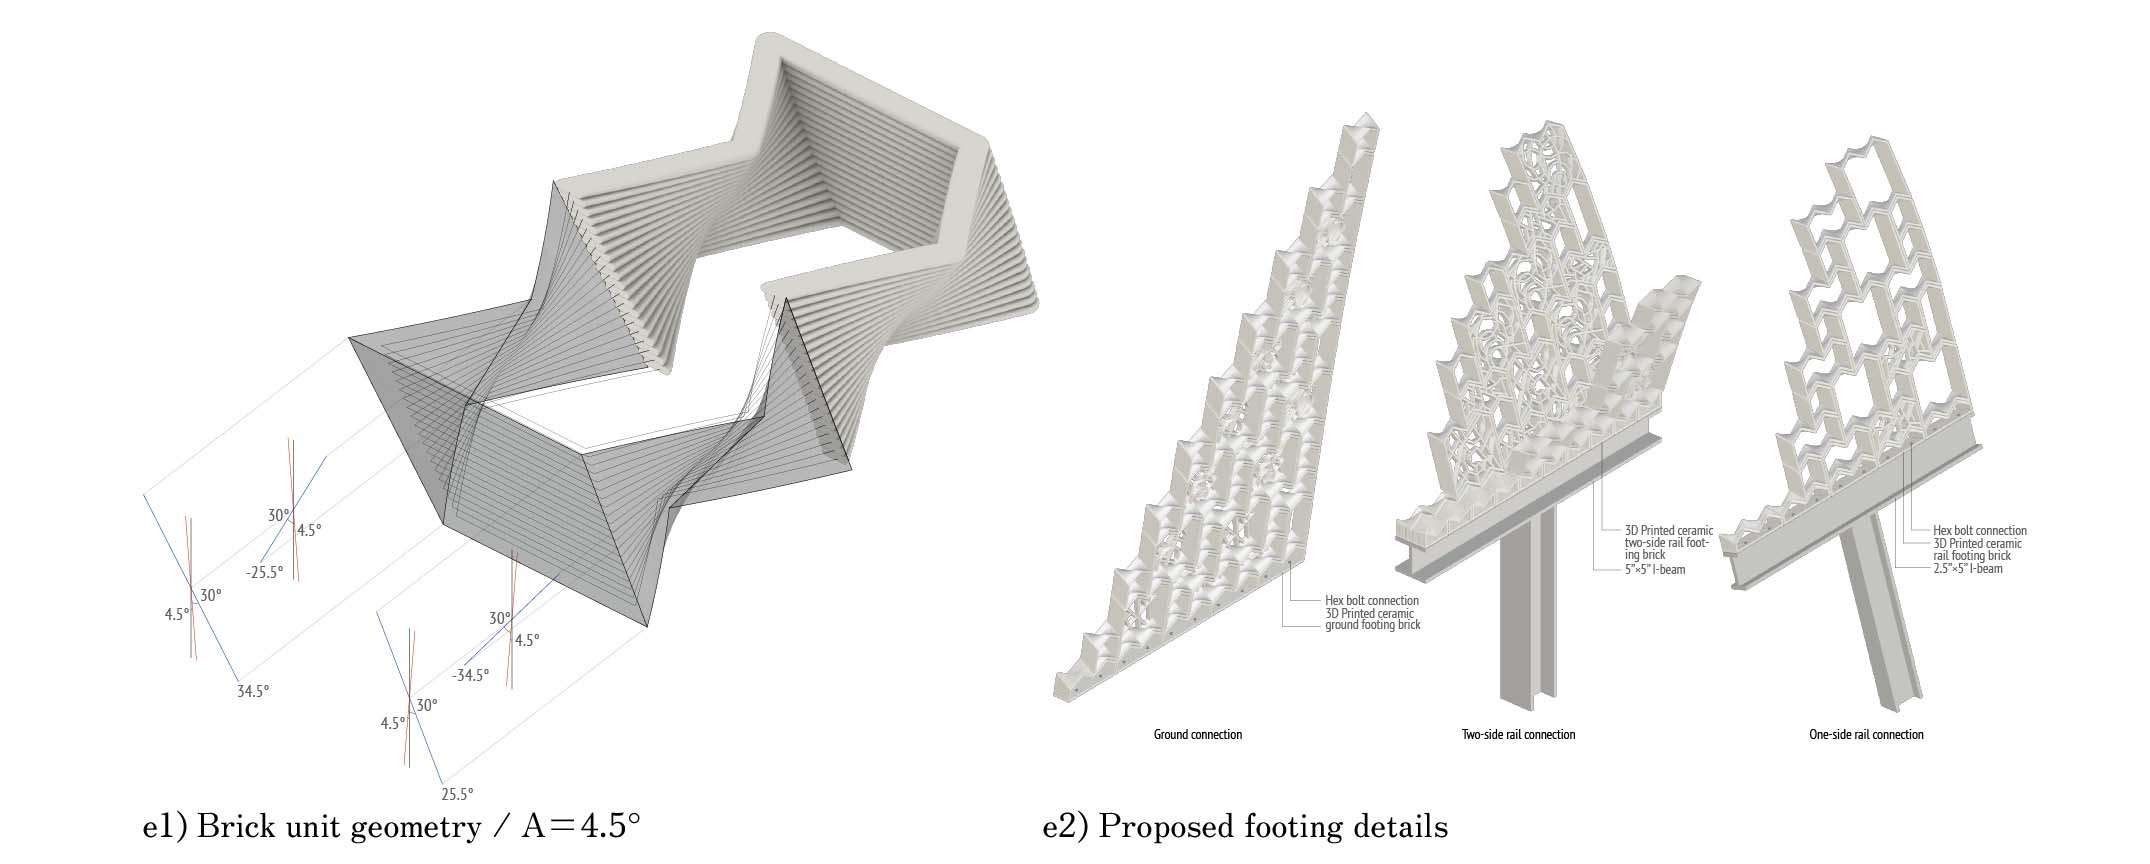 30°
4.5°
-25.5°
30°
4.5°
34.5°
30°
4.5°
-34.5°
30°
4.5°
25.5°
e1) Brick unit geometry / A=4.5°
Hex bolt connection
3D Printed ceramic
ground footing brick
Ground connection
3D Printed ceramic
two-side rail foot-
ing brick
5”×5” I-beam
Two-side rail connection
Hex bolt connection
3D Printed ceramic
rail footing brick
2.5”×5” I-beam
One-side rail connection
e2) Proposed footing details